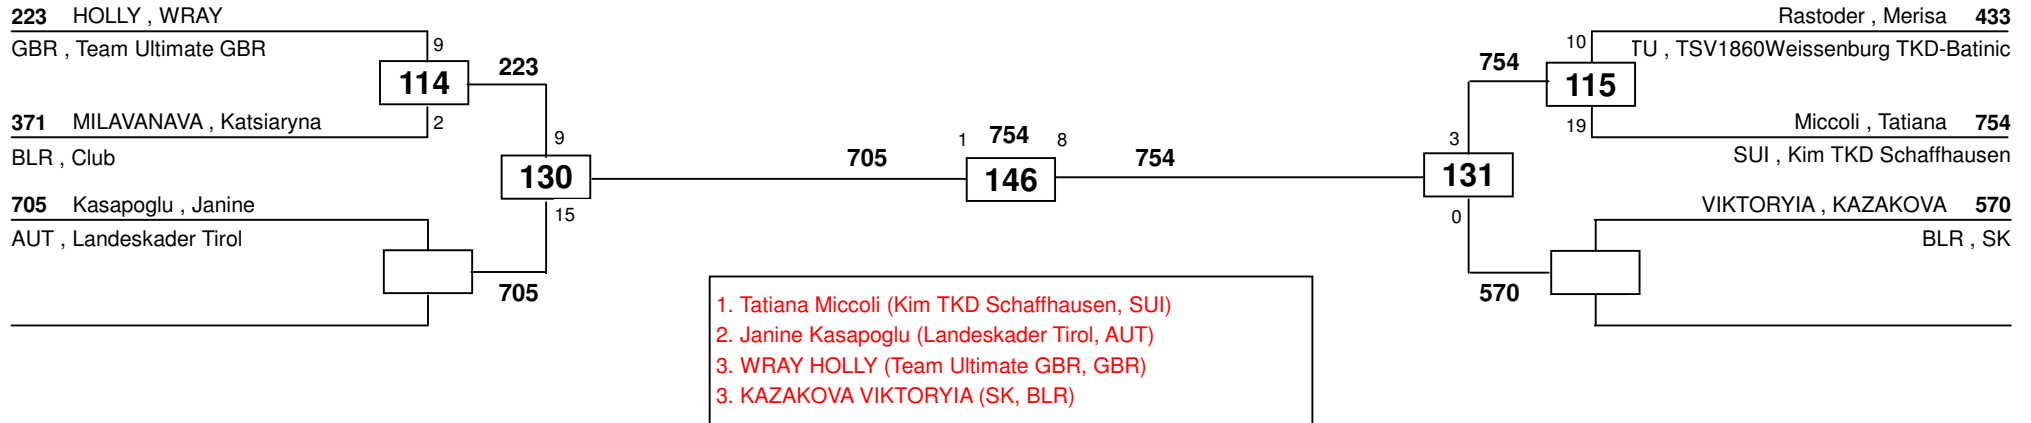 223 HOLLY , WRAY
GBR , Team Ultimate GBR
9
114
223
371 MILAVANAVA , Katsiaryna
2
BLR , Club
9
130
705 Kasapoglu , Janine
15
AUT , Landeskader Tirol
705
705
1 754 8
146
754
Rastoder , Merisa 433
10
TU , TSV1860Weissenburg TKD-Batinic
754
115
Miccoli , Tatiana 754
19
SUI , Kim TKD Schaffhausen
3
131
VIKTORYIA , KAZAKOVA 570
0
BLR , SK
570
1. Tatiana Miccoli (Kim TKD Schaffhausen, SUI)
2. Janine Kasapoglu (Landeskader Tirol, AUT)
3. WRAY HOLLY (Team Ultimate GBR, GBR)
3. KAZAKOVA VIKTORYIA (SK, BLR)